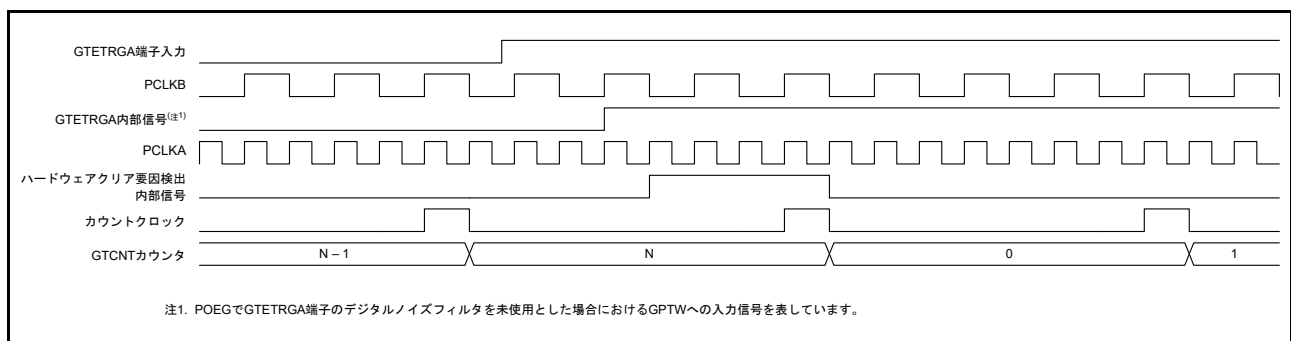 GTETRGA端子入力
PCLKB
GTETRGA内部信号(注1)
PCLKA
ハードウェアクリア要因検出
内部信号
カウントクロック
GTCNTカウンタ
N – 1
N
0
1
注1. POEGでGTETRGA端子のデジタルノイズフィルタを未使用とした場合におけるGPTWへの入力信号を表しています。